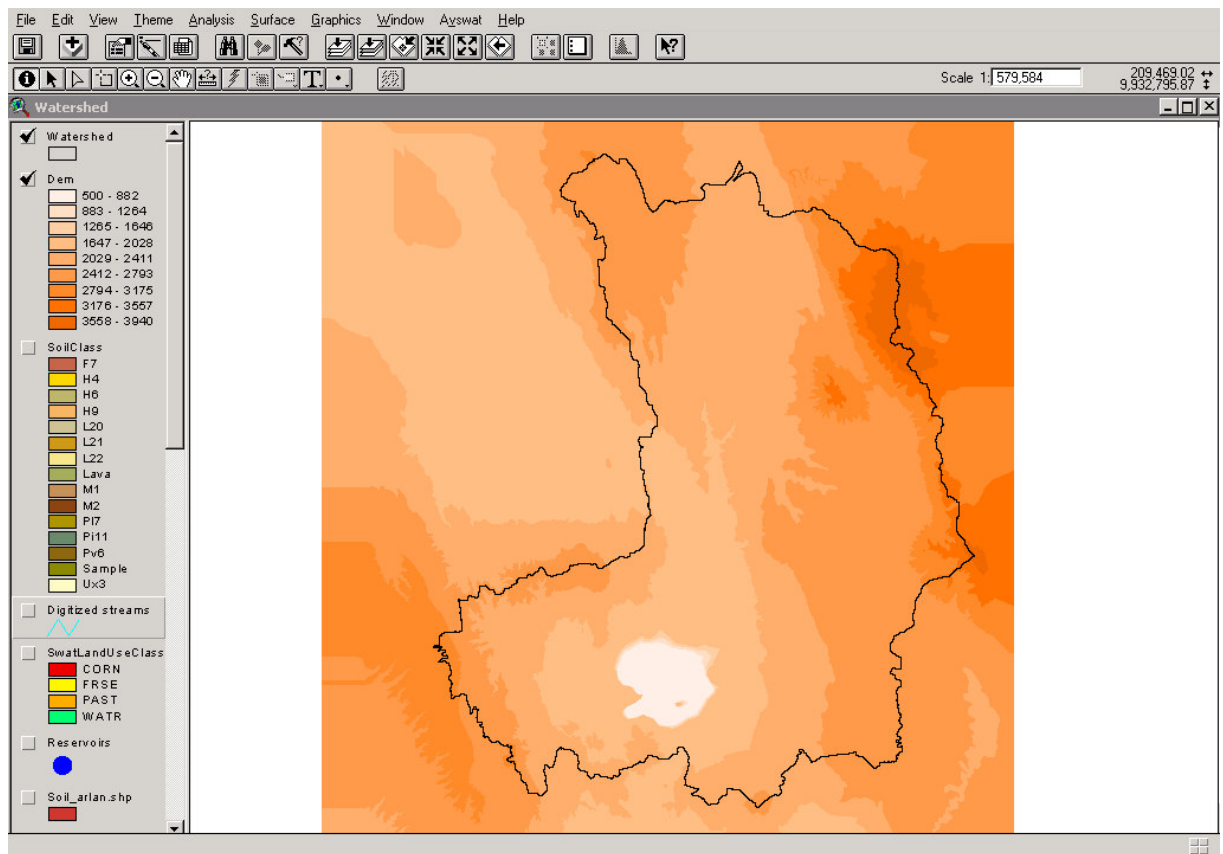 File Edit View Theme Analysis Surface Graphics Window Avswat Help
Scale 1: 579,584
209,469.02
9,932,795.87
Watershed
Watershed
Dem
500 - 882
883 - 1264
1265 - 1646
1647 - 2028
2029 - 2411
2412 - 2793
2794 - 3175
3176 - 3557
3558 - 3940
SoilClass
F7
H4
H6
H9
L20
L21
L22
Lava
M1
M2
Pl7
Pi11
Pv6
Sample
Ux3
Digitized streams
SwatLandUseClass
CORN
FRSE
PAST
WATR
Reservoirs
Soil_arlan.shp